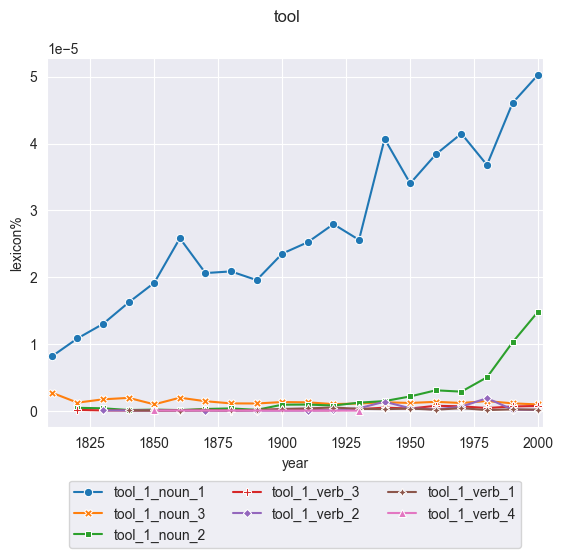 tool
1e−5
5
4
3
2
1
0
lexicon%
1825 1850 1875 1900 1925 1950 1975 2000
year
tool_1_noun_1 tool_1_verb_3 tool_1_verb_1
tool_1_noun_3 tool_1_verb_2 tool_1_verb_4
tool_1_noun_2